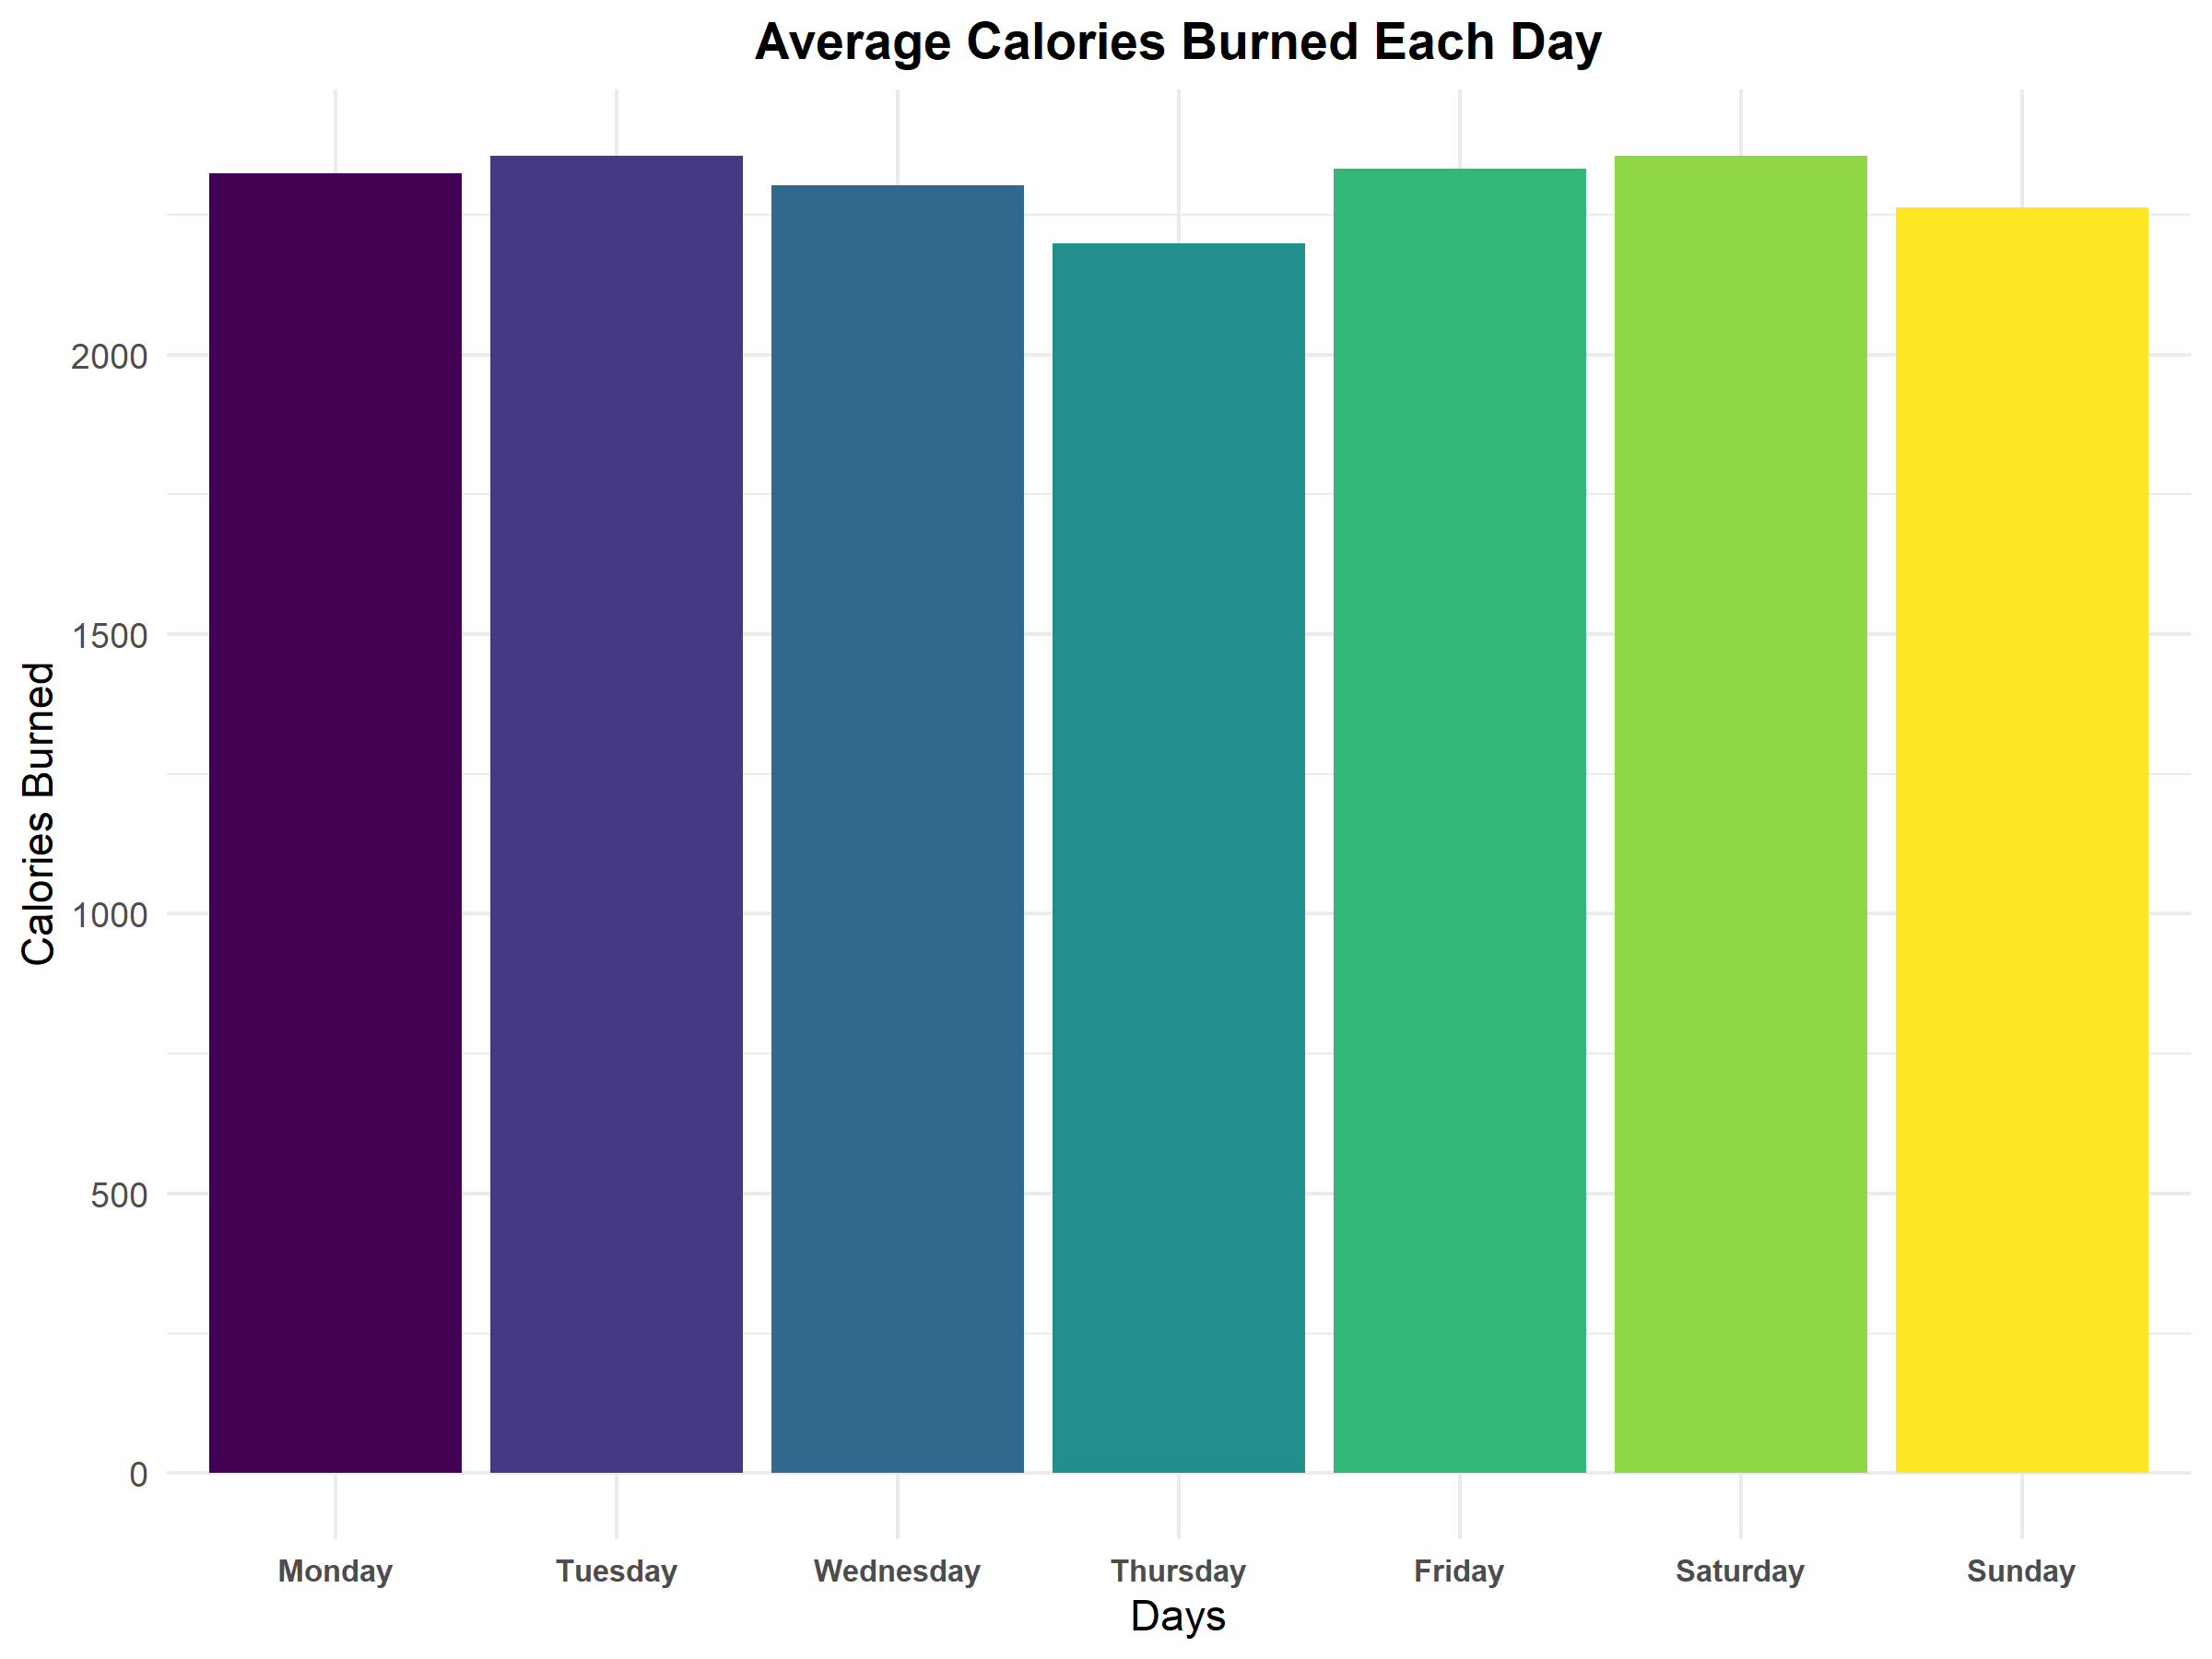 Average Calories Burned Each Day
Calories Burned
2000
1500
1000
500
0
Monday Tuesday Wednesday Thursday Friday Saturday Sunday
Days